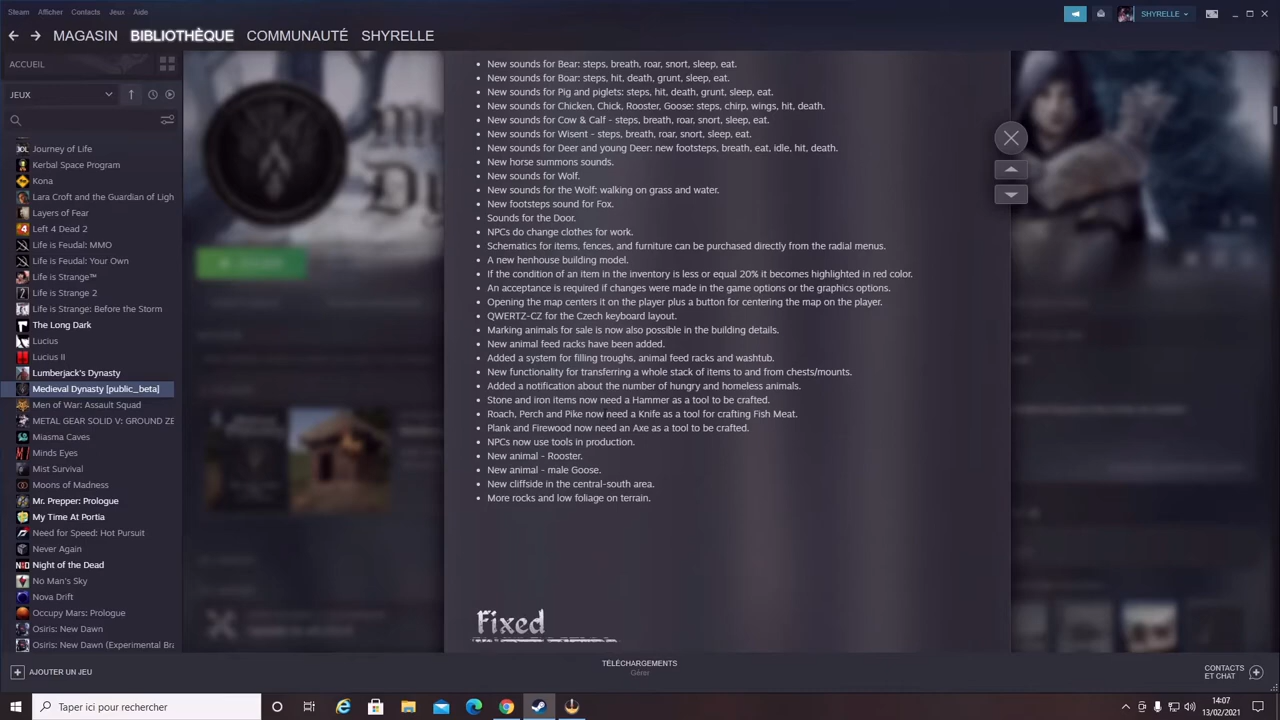 Steam Afficher Contacts Jeux Aide
SHYRELLE
MAGASIN BIBLIOTHÈQUE COMMUNAUTÉ SHYRELLE
ACCUEIL
JEUX
Journey of Life
Kerbal Space Program
Kona
Lara Croft and the Guardian of Ligh
Layers of Fear
Left 4 Dead 2
Life is Feudal: MMO
Life is Feudal: Your Own
Life is Strange™
Life is Strange 2
Life is Strange: Before the Storm
The Long Dark
Lucius
Lucius II
Lumberjack's Dynasty
Medieval Dynasty [public_beta]
Men of War: Assault Squad
METAL GEAR SOLID V: GROUND ZE
Miasma Caves
Minds Eyes
Mist Survival
Moons of Madness
Mr. Prepper: Prologue
My Time At Portia
Need for Speed: Hot Pursuit
Never Again
Night of the Dead
No Man's Sky
Nova Drift
Occupy Mars: Prologue
Osiris: New Dawn
Osiris: New Dawn (Experimental Bra
• New sounds for Bear: steps, breath, roar, snort, sleep, eat.
• New sounds for Boar: steps, hit, death, grunt, sleep, eat.
• New sounds for Pig and piglets: steps, hit, death, grunt, sleep, eat.
• New sounds for Chicken, Chick, Rooster, Goose: steps, chirp, wings, hit, death.
• New sounds for Cow & Calf - steps, breath, roar, snort, sleep, eat.
• New sounds for Wisent - steps, breath, roar, snort, sleep, eat.
• New sounds for Deer and young Deer: new footsteps, breath, eat, idle, hit, death.
• New horse summons sounds.
• New sounds for Wolf.
• New sounds for the Wolf: walking on grass and water.
• New footsteps sound for Fox.
• Sounds for the Door.
• NPCs do change clothes for work.
• Schematics for items, fences, and furniture can be purchased directly from the radial menus.
• A new henhouse building model.
• If the condition of an item in the inventory is less or equal 20% it becomes highlighted in red color.
• An acceptance is required if changes were made in the game options or the graphics options.
• Opening the map centers it on the player plus a button for centering the map on the player.
• QWERTZ-CZ for the Czech keyboard layout.
• Marking animals for sale is now also possible in the building details.
• New animal feed racks have been added.
• Added a system for filling troughs, animal feed racks and washtub.
• New functionality for transferring a whole stack of items to and from chests/mounts.
• Added a notification about the number of hungry and homeless animals.
• Stone and iron items now need a Hammer as a tool to be crafted.
• Roach, Perch and Pike now need a Knife as a tool for crafting Fish Meat.
• Plank and Firewood now need an Axe as a tool to be crafted.
• NPCs now use tools in production.
• New animal - Rooster.
• New animal - male Goose.
• New cliffside in the central-south area.
• More rocks and low foliage on terrain.
Fixed
AJOUTER UN JEU
TÉLÉCHARGEMENTS
Gérer
CONTACTS
ET CHAT
Taper ici pour rechercher
14:07
13/02/2021